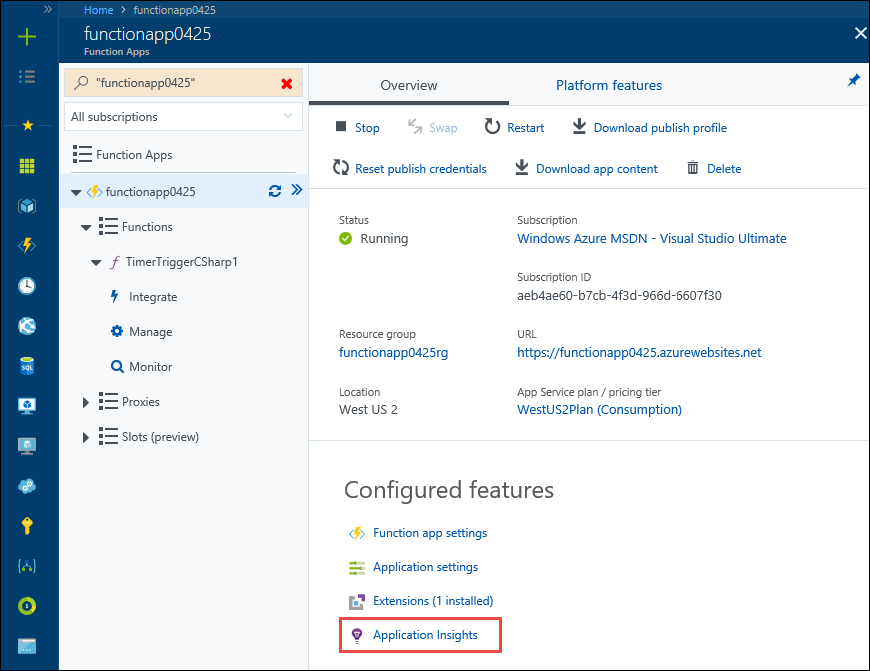 Home > functionapp0425
functionapp0425
Function Apps
"functionapp0425"
All subscriptions
Function Apps
functionapp0425
Functions
TimerTriggerCSharp1
Integrate
Manage
Monitor
Proxies
Slots (preview)
Overview
Platform features
Stop
Swap
Restart
Download publish profile
Reset publish credentials
Download app content
Delete
Status
Running
Subscription
Windows Azure MSDN - Visual Studio Ultimate
Subscription ID
aeb4ae60-b7cb-4f3d-966d-6607f30
Resource group
functionapp0425rg
URL
https://functionapp0425.azurewebsites.net
Location
West US 2
App Service plan / pricing tier
WestUS2Plan (Consumption)
Configured features
Function app settings
Application settings
Extensions (1 installed)
Application Insights
SQL